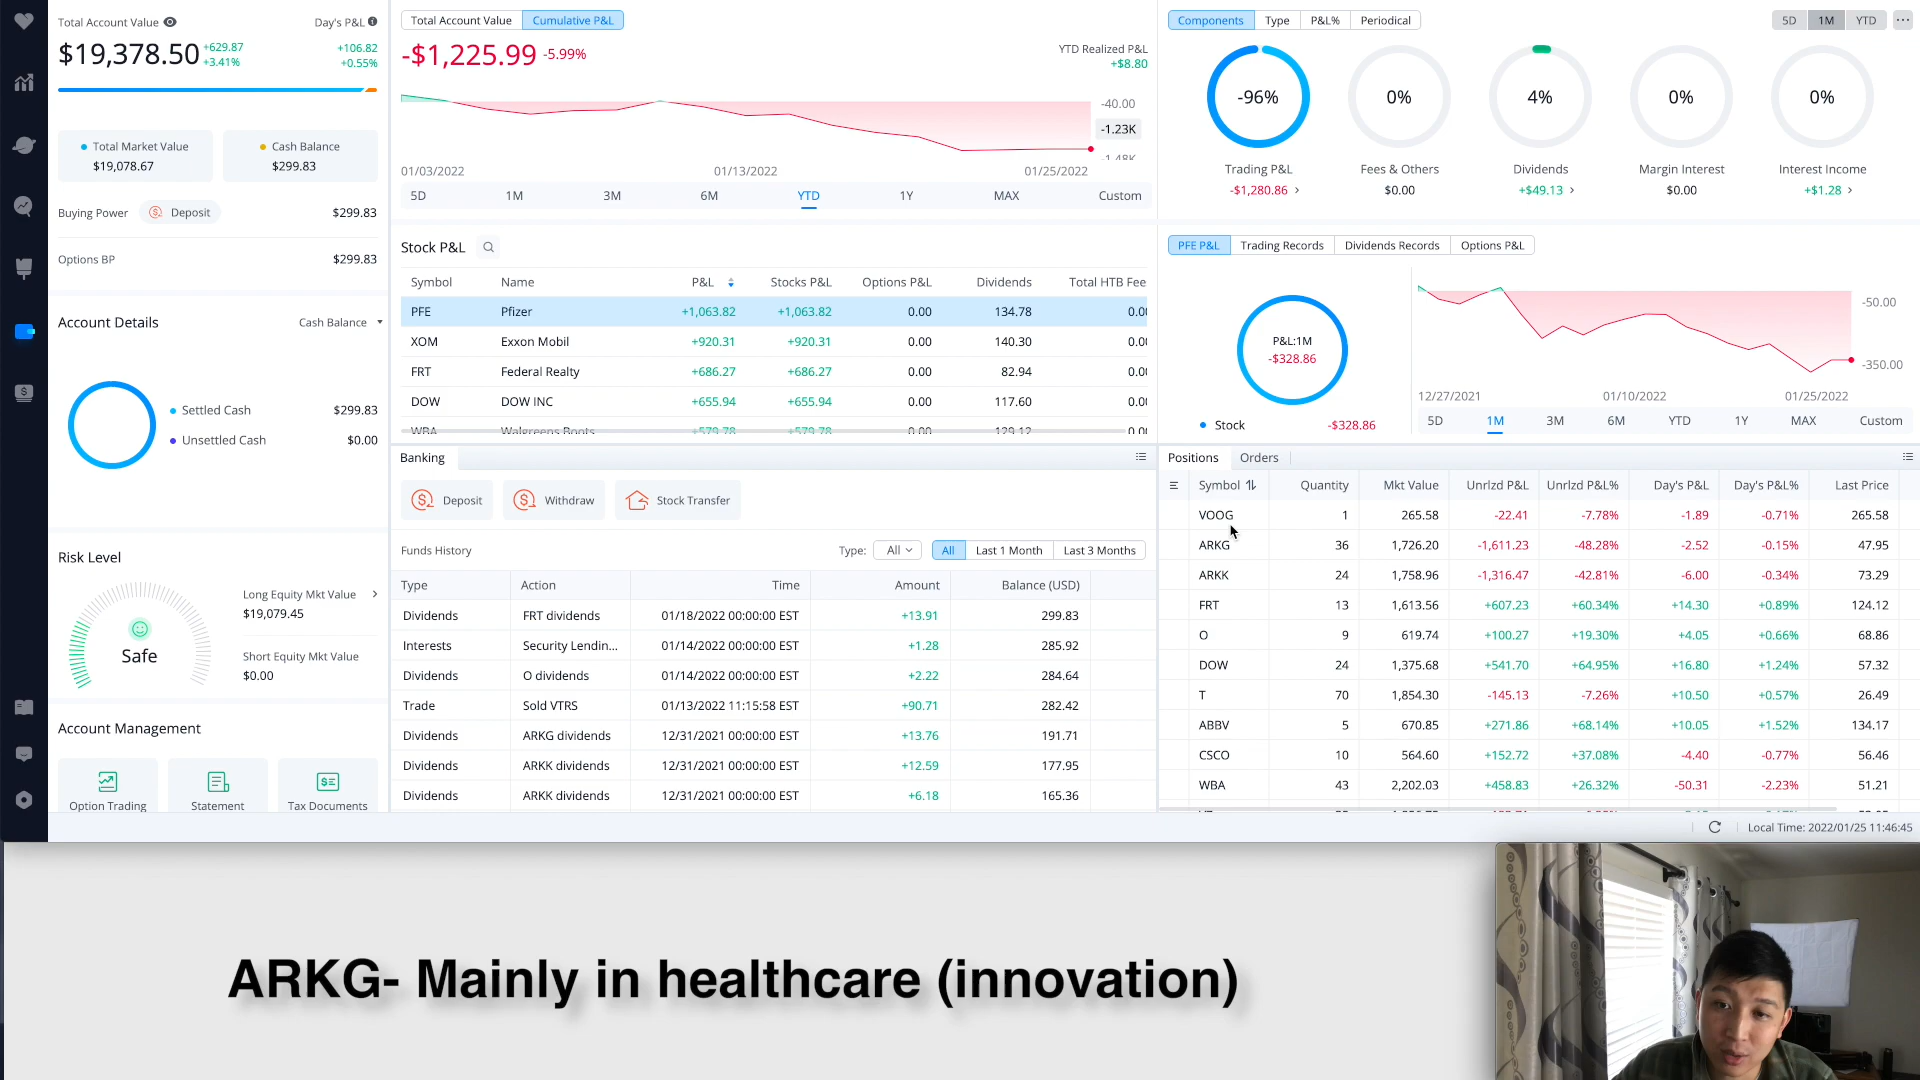 Total Account Value
Day's P&L
$19,378.50
+629.87
+3.41%
+106.82
+0.55%
Total Market Value
$19,078.67
Cash Balance
$299.83
Buying Power
Deposit
$299.83
Options BP
$299.83
Account Details
Cash Balance
Settled Cash
$299.83
Unsettled Cash
$0.00
Risk Level
Safe
Long Equity Mkt Value
$19,079.45
Short Equity Mkt Value
$0.00
Account Management
Option Trading
Statement
Tax Documents
Total Account Value
Cumulative P&L
-$1,225.99 -5.99%
YTD Realized P&L
+$8.80
-40.00
-1.23K
-1.48K
01/03/2022 01/13/2022 01/25/2022
5D 1M 3M 6M YTD 1Y MAX Custom
Stock P&L
Symbol Name P&L Stocks P&L Options P&L Dividends Total HTB Fee
PFE Pfizer +1,063.82 +1,063.82 0.00 134.78 0.00
XOM Exxon Mobil +920.31 +920.31 0.00 140.30 0.00
FRT Federal Realty +686.27 +686.27 0.00 82.94 0.00
DOW DOW INC +655.94 +655.94 0.00 117.60 0.00
WBA Walgreens Boots +579.78 +579.78 0.00 129.12 0.00
Banking
Deposit
Withdraw
Stock Transfer
Funds History
Type: All
All Last 1 Month Last 3 Months
Type Action Time Amount Balance (USD)
Dividends FRT dividends 01/18/2022 00:00:00 EST +13.91 299.83
Interests Security Lendin... 01/14/2022 00:00:00 EST +1.28 285.92
Dividends O dividends 01/14/2022 00:00:00 EST +2.22 284.64
Trade Sold VTRS 01/13/2022 11:15:58 EST +90.71 282.42
Dividends ARKG dividends 12/31/2021 00:00:00 EST +13.76 191.71
Dividends ARKK dividends 12/31/2021 00:00:00 EST +12.59 177.95
Dividends ARKK dividends 12/31/2021 00:00:00 EST +6.18 165.36
Components Type P&L% Periodical
5D 1M YTD ...
-96% 0% 4% 0% 0%
Trading P&L Fees & Others Dividends Margin Interest Interest Income
-$1,280.86 $0.00 +$49.13 $0.00 +$1.28
PFE P&L Trading Records Dividends Records Options P&L
P&L:1M
-$328.86
Stock -$328.86
-50.00
-350.00
12/27/2021 01/10/2022 01/25/2022
5D 1M 3M 6M YTD 1Y MAX Custom
Positions Orders
Symbol Quantity Mkt Value Unrlzd P&L Unrlzd P&L% Day's P&L Day's P&L% Last Price
VOOG 1 265.58 -22.41 -7.78% -1.89 -0.71% 265.58
ARKG 36 1,726.20 -1,611.23 -48.28% -2.52 -0.15% 47.95
ARKK 24 1,758.96 -1,316.47 -42.81% -6.00 -0.34% 73.29
FRT 13 1,613.56 +607.23 +60.34% +14.30 +0.89% 124.12
O 9 619.74 +100.27 +19.30% +4.05 +0.66% 68.86
DOW 24 1,375.68 +541.70 +64.95% +16.80 +1.24% 57.32
T 70 1,854.30 -145.13 -7.26% +10.50 +0.57% 26.49
ABBV 5 670.85 +271.86 +68.14% +10.05 +1.52% 134.17
CSCO 10 564.60 +152.72 +37.08% -4.40 -0.77% 56.46
WBA 43 2,202.03 +458.83 +26.32% -50.31 -2.23% 51.21
Local Time: 2022/01/25 11:46:45
ARKG- Mainly in healthcare (innovation)